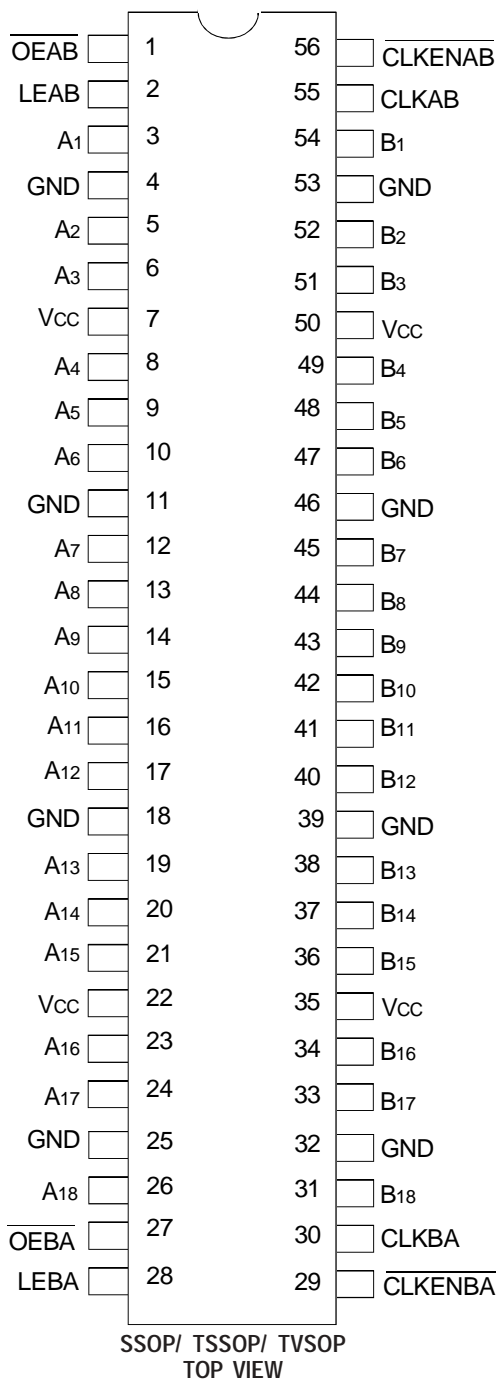 OEAB 1 56 CLKENAB
LEAB 2 55 CLKAB
A1 3 54 B1
GND 4 53 GND
A2 5 52 B2
A3 6 51 B3
VCC 7 50 VCC
A4 8 49 B4
A5 9 48 B5
A6 10 47 B6
GND 11 46 GND
A7 12 45 B7
A8 13 44 B8
A9 14 43 B9
A10 15 42 B10
A11 16 41 B11
A12 17 40 B12
GND 18 39 GND
A13 19 38 B13
A14 20 37 B14
A15 21 36 B15
VCC 22 35 VCC
A16 23 34 B16
A17 24 33 B17
GND 25 32 GND
A18 26 31 B18
OEBA 27 30 CLKBA
LEBA 28 29 CLKENBA
SSOP/ TSSOP/ TVSOP
TOP VIEW